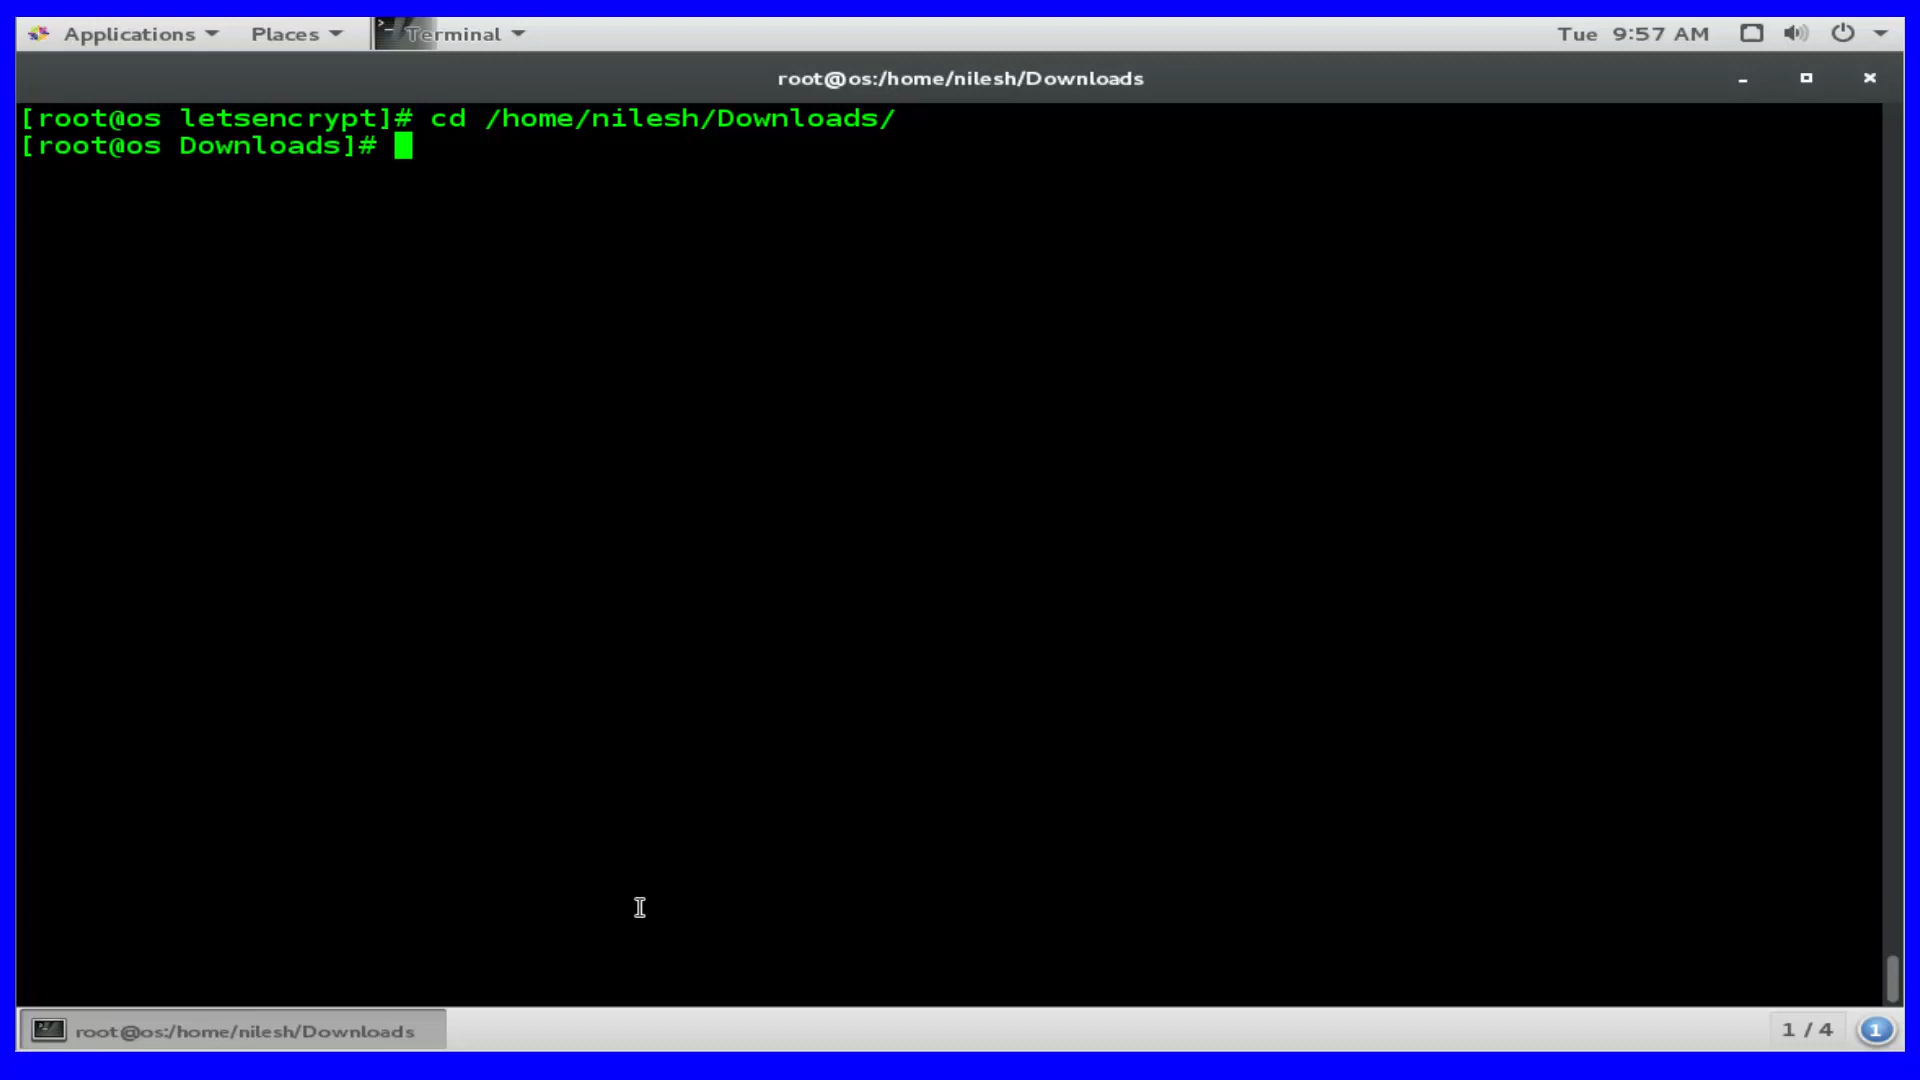 Applications Places Terminal Tue 9:57 AM
root@os:/home/nilesh/Downloads
[root@os letsencrypt]# cd /home/nilesh/Downloads/
[root@os Downloads]#
root@os:/home/nilesh/Downloads 1 / 4 1